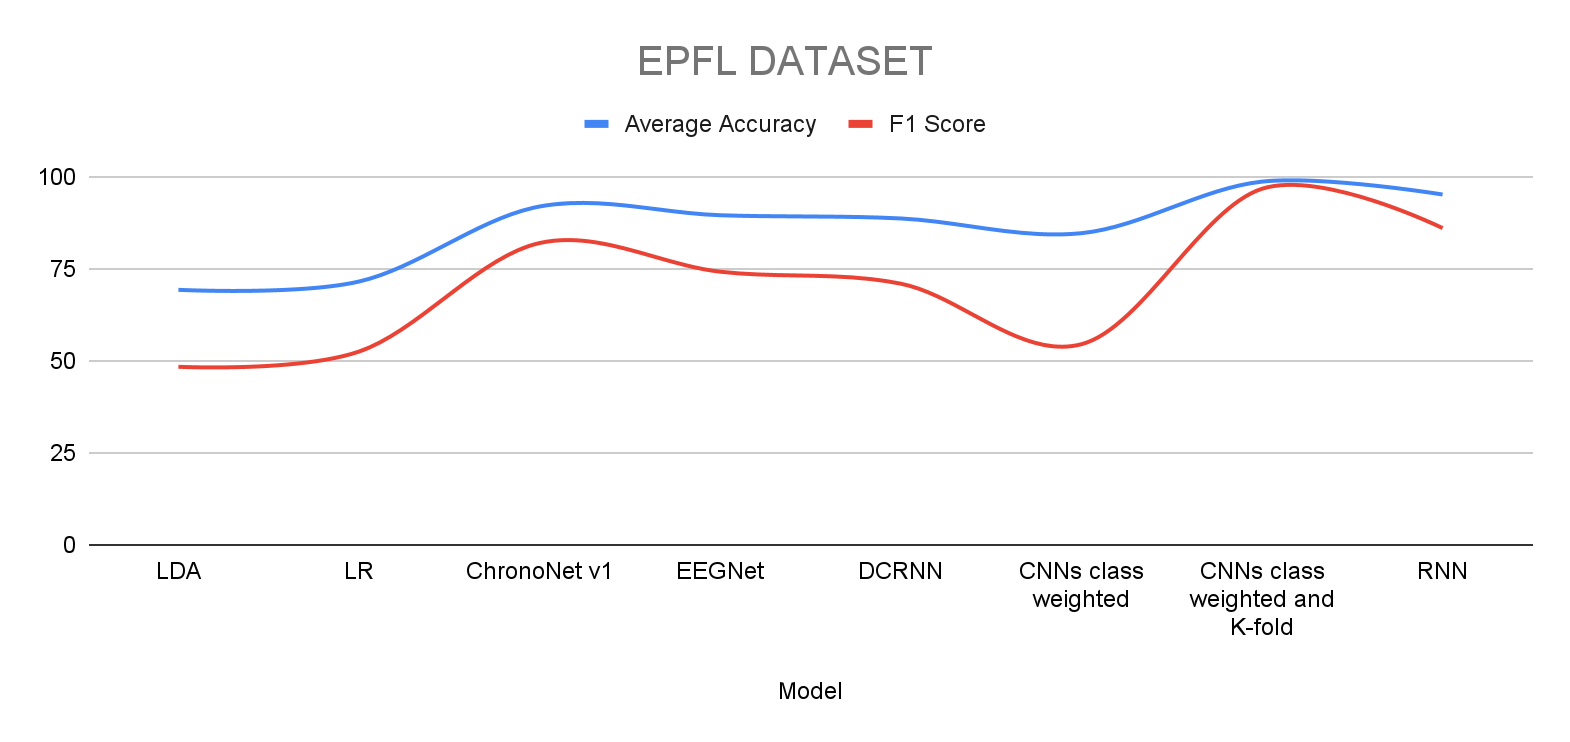 EPFL DATASET
Average Accuracy
F1 Score
100
75
50
25
0
LDA
LR
ChronoNet v1
EEGNet
DCRNN
CNNs class
weighted
CNNs class
weighted and
K-fold
RNN
Model